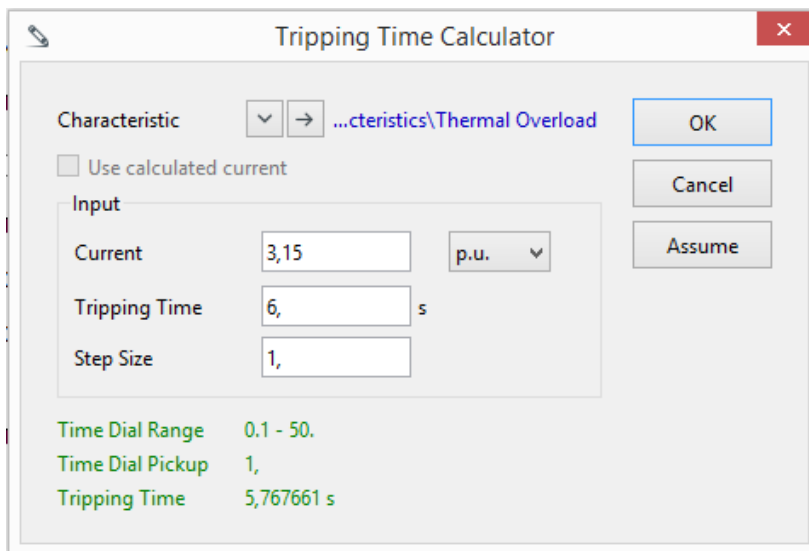 Tripping Time Calculator
Characteristic ...cteristics\Thermal Overload
OK
Use calculated current
Cancel
Input
Assume
Current 3,15 p.u.
Tripping Time 6, s
Step Size 1,
Time Dial Range 0.1 - 50.
Time Dial Pickup 1,
Tripping Time 5,767661 s